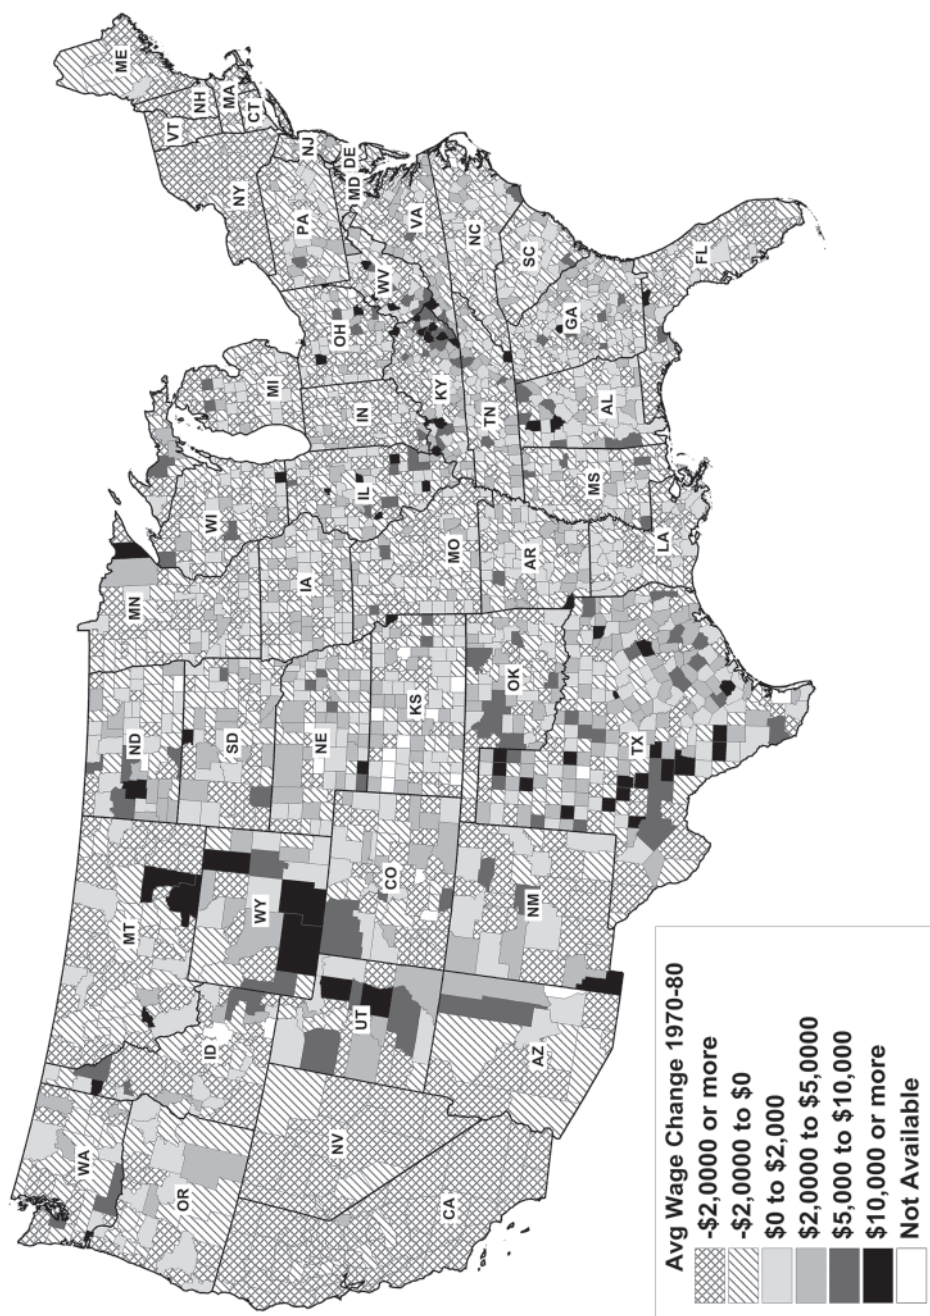 WA
OR
CA
NV
ID
MT
WY
UT
AZ
CO
NM
ND
SD
NE
KS
OK
TX
MN
IA
MO
AR
LA
WI
IL
MS
MI
IN
KY
TN
AL
OH
GA
FL
WV
SC
NC
VA
PA
MD
DE
NJ
NY
VT
NH
MA
CT
ME
Avg Wage Change 1970-80
-$2,0000 or more
-$2,0000 to $0
$0 to $2,000
$2,0000 to $5,0000
$5,000 to $10,000
$10,000 or more
Not Available